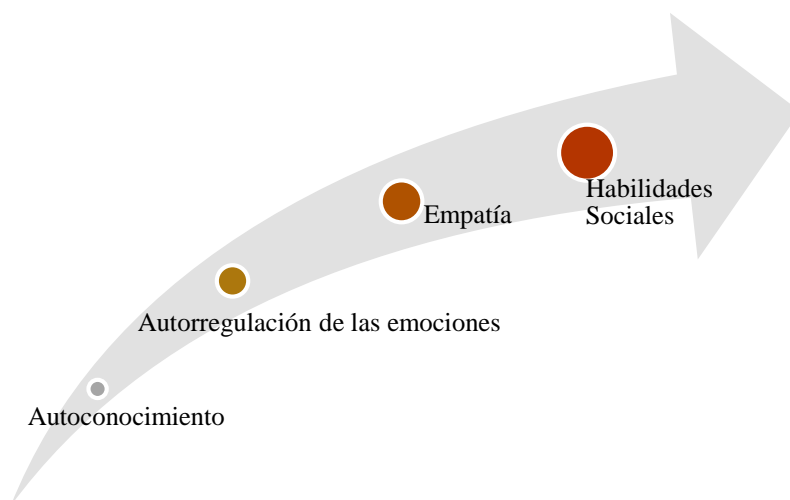 Habilidades
Sociales
Empatía
Autorregulación de las emociones
Autoconocimiento